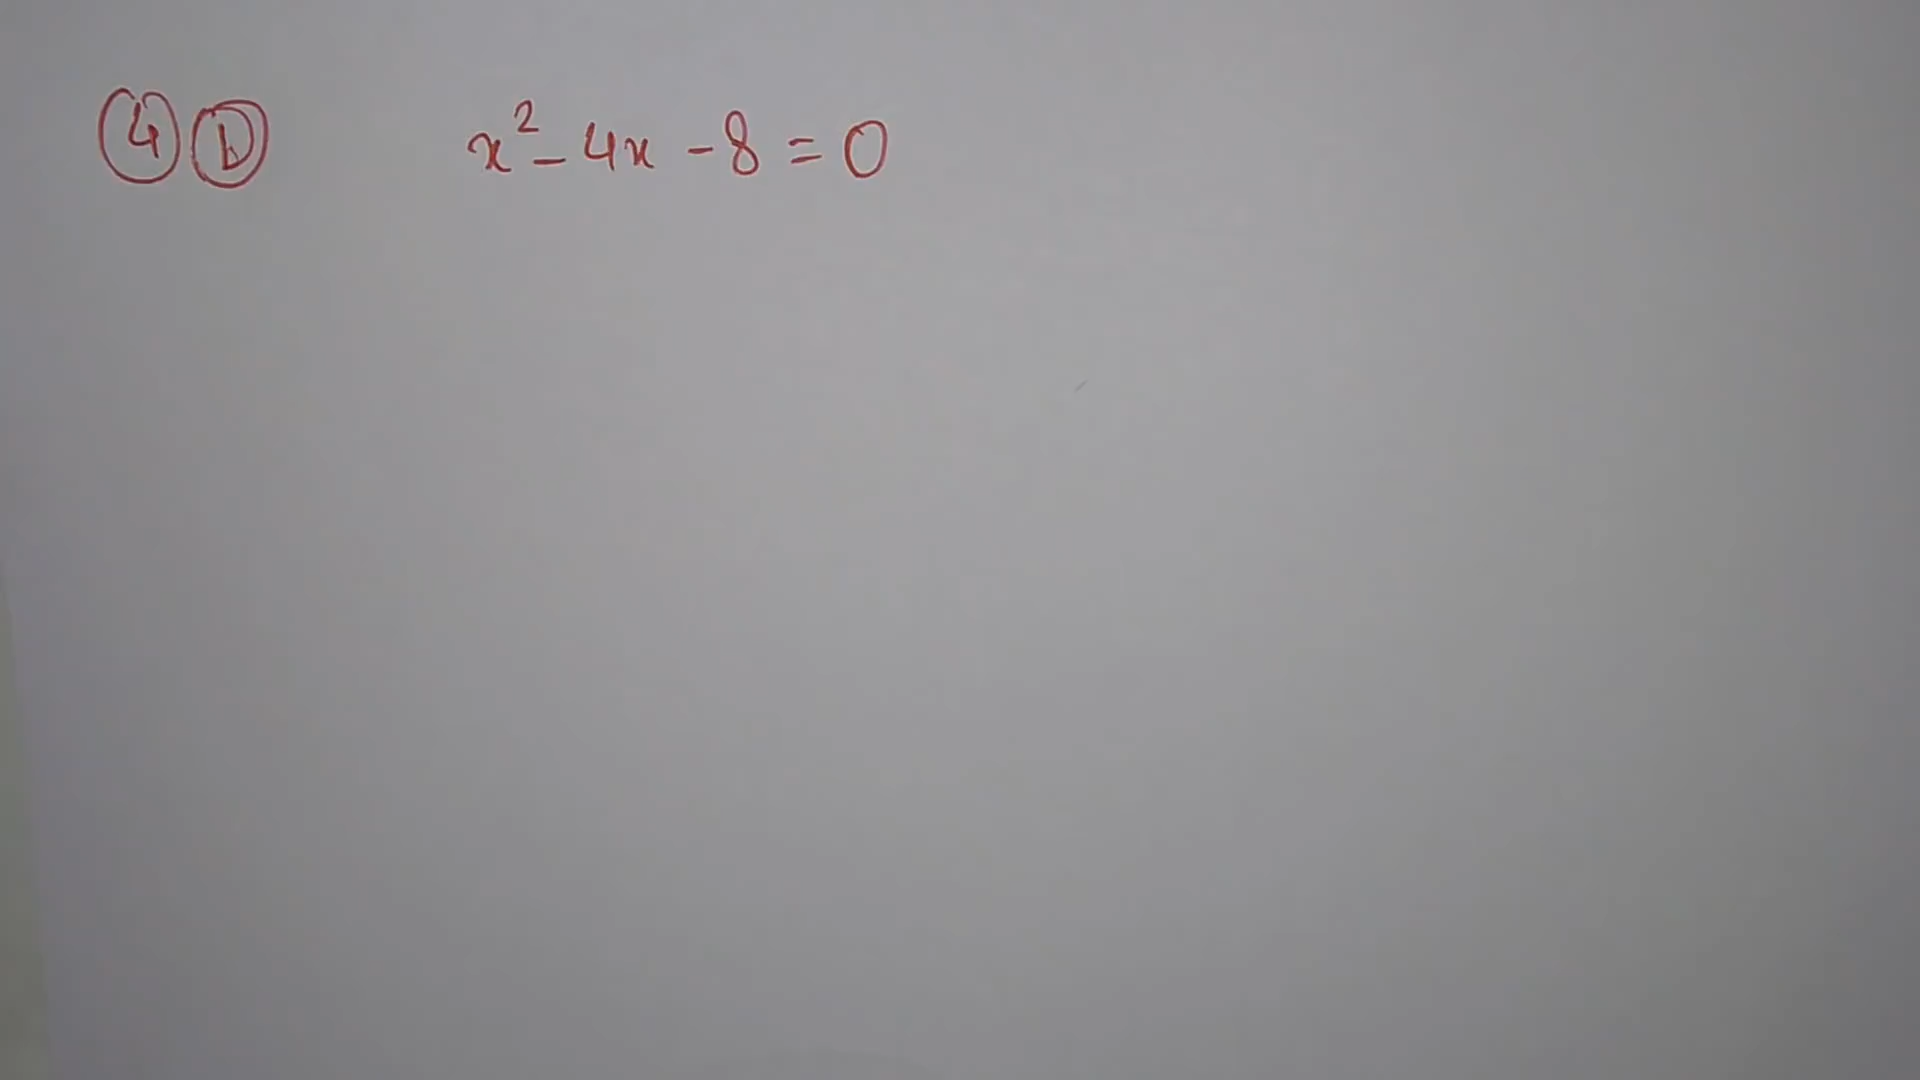 4 b x² - 4x - 8 = 0